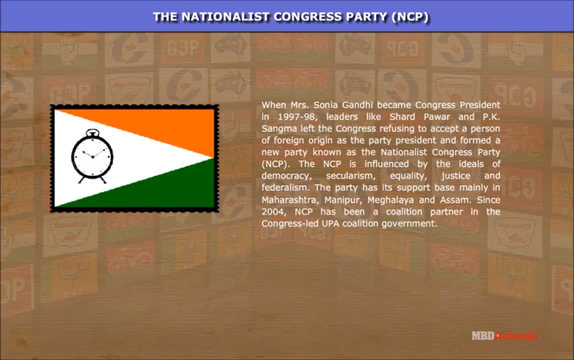 THE NATIONALIST CONGRESS PARTY (NCP)
When Mrs. Sonia Gandhi became Congress President
in 1997-98, leaders like Shard Pawar and P.K.
Sangma left the Congress refusing to accept a person
of foreign origin as the party president and formed a
new party known as the Nationalist Congress Party
(NCP). The NCP is influenced by the ideals of
democracy, secularism, equality, justice and
federalism. The party has its support base mainly in
Maharashtra, Manipur, Meghalaya and Assam. Since
2004, NCP has been a coalition partner in the
Congress-led UPA coalition government.
MBD